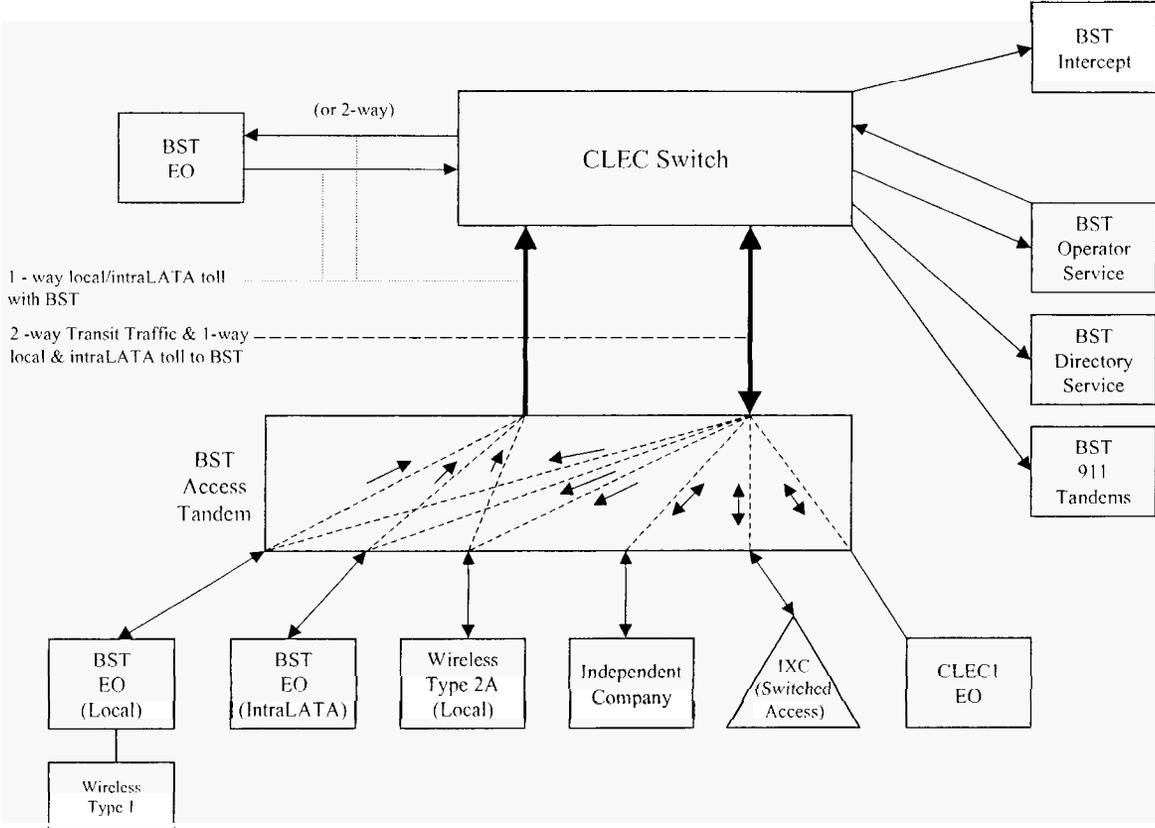 BST
Intercept
(or 2-way)
BST
EO
CLEC Switch
BST
Operator
Service
1 - way local/intraLATA toll
with BST
2 -way Transit Traffic & 1-way
local & intraLATA toll to BST
BST
Directory
Service
BST
911
Tandems
BST
Access
Tandem
BST
EO
(Local)
BST
EO
(IntraLATA)
Wireless
Type 2A
(Local)
Independent
Company
IXC
(Switched
Access)
CLEC1
EO
Wireless
Type 1